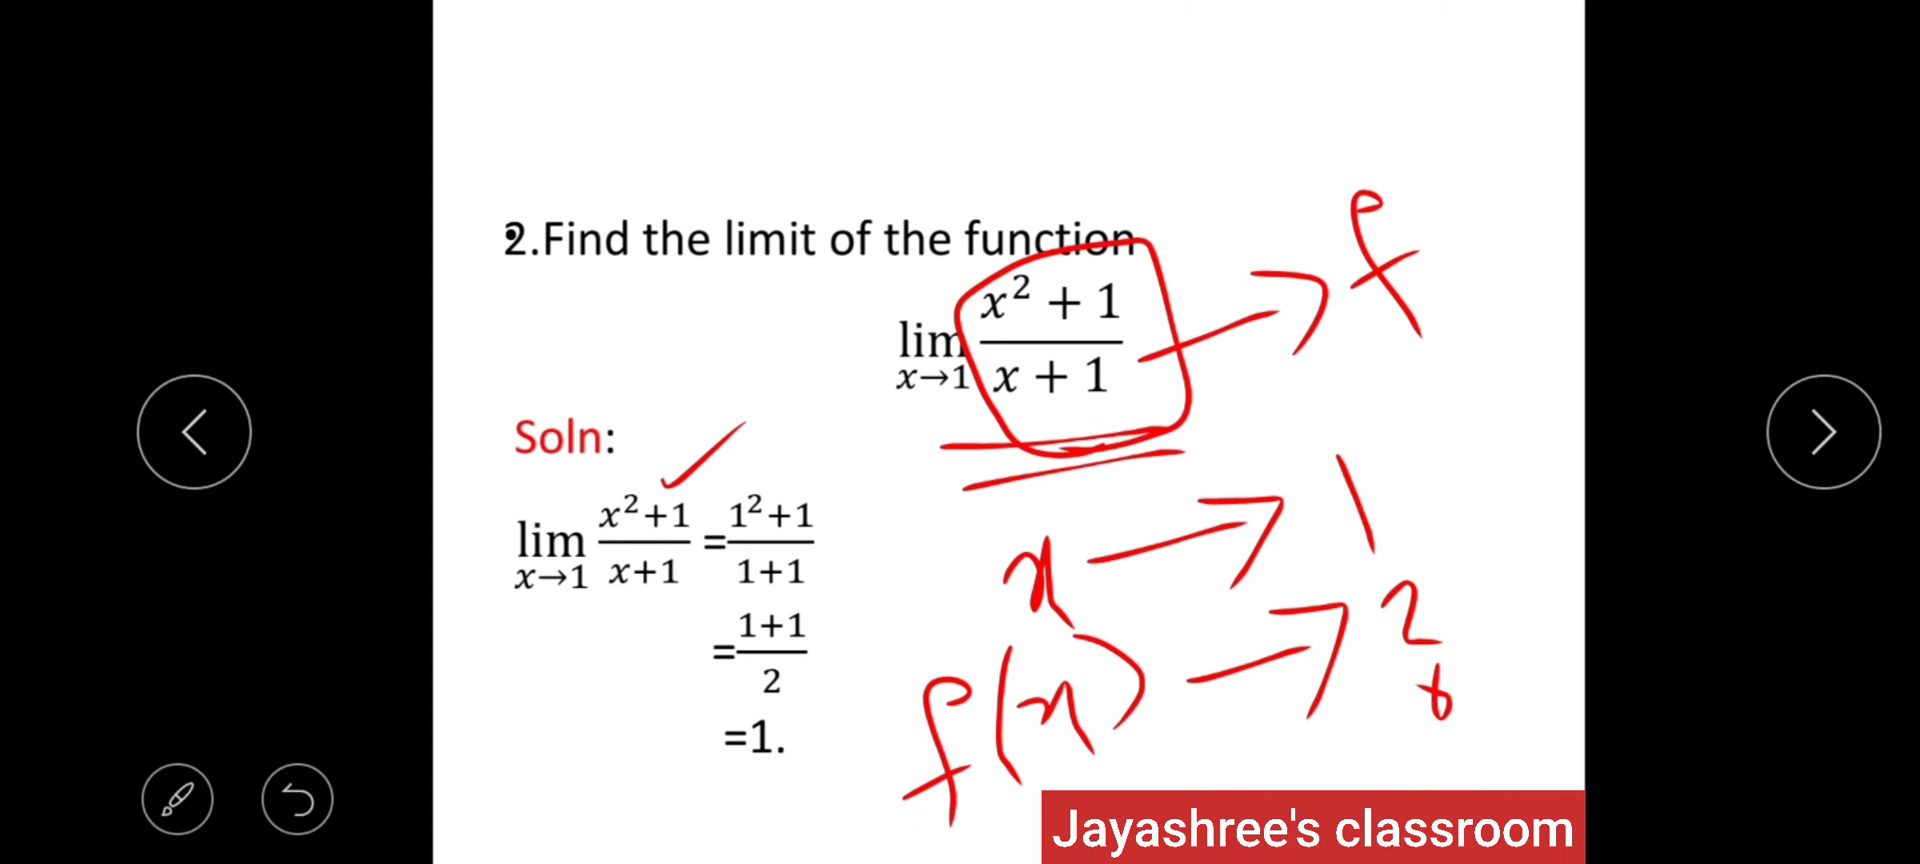 2.Find the limit of the function
lim x→1 (x² + 1)/(x + 1)
f
Soln:
lim x→1 (x²+1)/(x+1) = (1²+1)/(1+1)
= (1+1)/2
=1.
x → 1
f(x) → 2
Jayashree's classroom